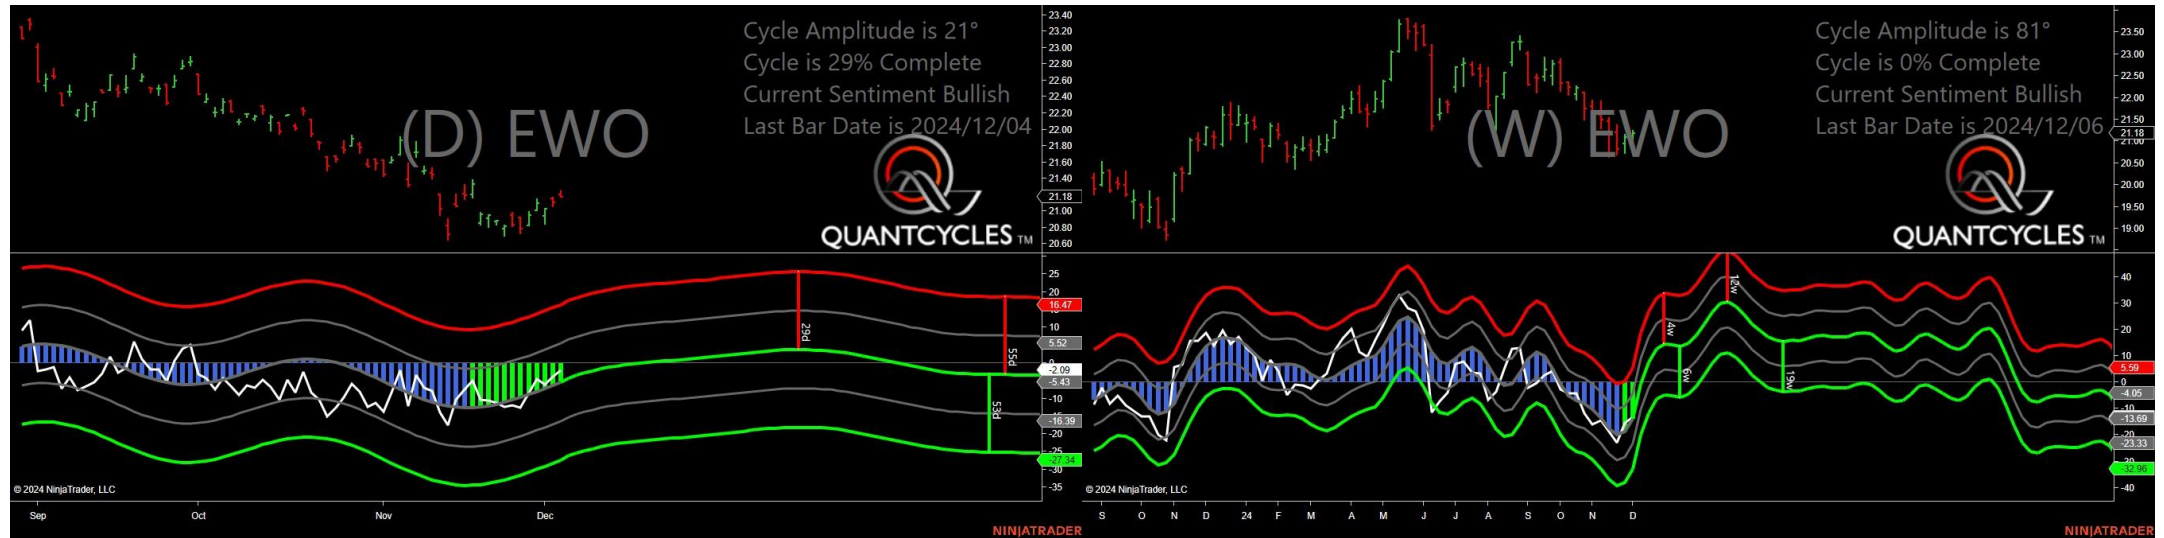 Cycle Amplitude is 21°
Cycle is 29% Complete
Current Sentiment Bullish
Last Bar Date is 2024/12/04
(D) EWO
QUANTCYCLES TM
23.40
23.20
23.00
22.80
22.60
22.40
22.20
22.00
21.80
21.60
21.40
21.18
21.00
20.80
20.60
29d
55d
53d
25
20
16.47
10
5.52
0
-2.09
-5.43
-10
-16.39
-20
-25
-27.34
-30
-35
© 2024 NinjaTrader, LLC
Sep Oct Nov Dec
NINJATRADER
Cycle Amplitude is 81°
Cycle is 0% Complete
Current Sentiment Bullish
Last Bar Date is 2024/12/06
(W) EWO
QUANTCYCLES TM
23.50
23.00
22.50
22.00
21.50
21.18
21.00
20.50
20.00
19.50
19.00
4w
12w
6w
19w
40
30
20
10
5.59
0
-4.05
-10
-13.69
-20
-23.33
-30
-32.96
-40
© 2024 NinjaTrader, LLC
S O N D 24 F M A M J J A S O N D
NINJATRADER